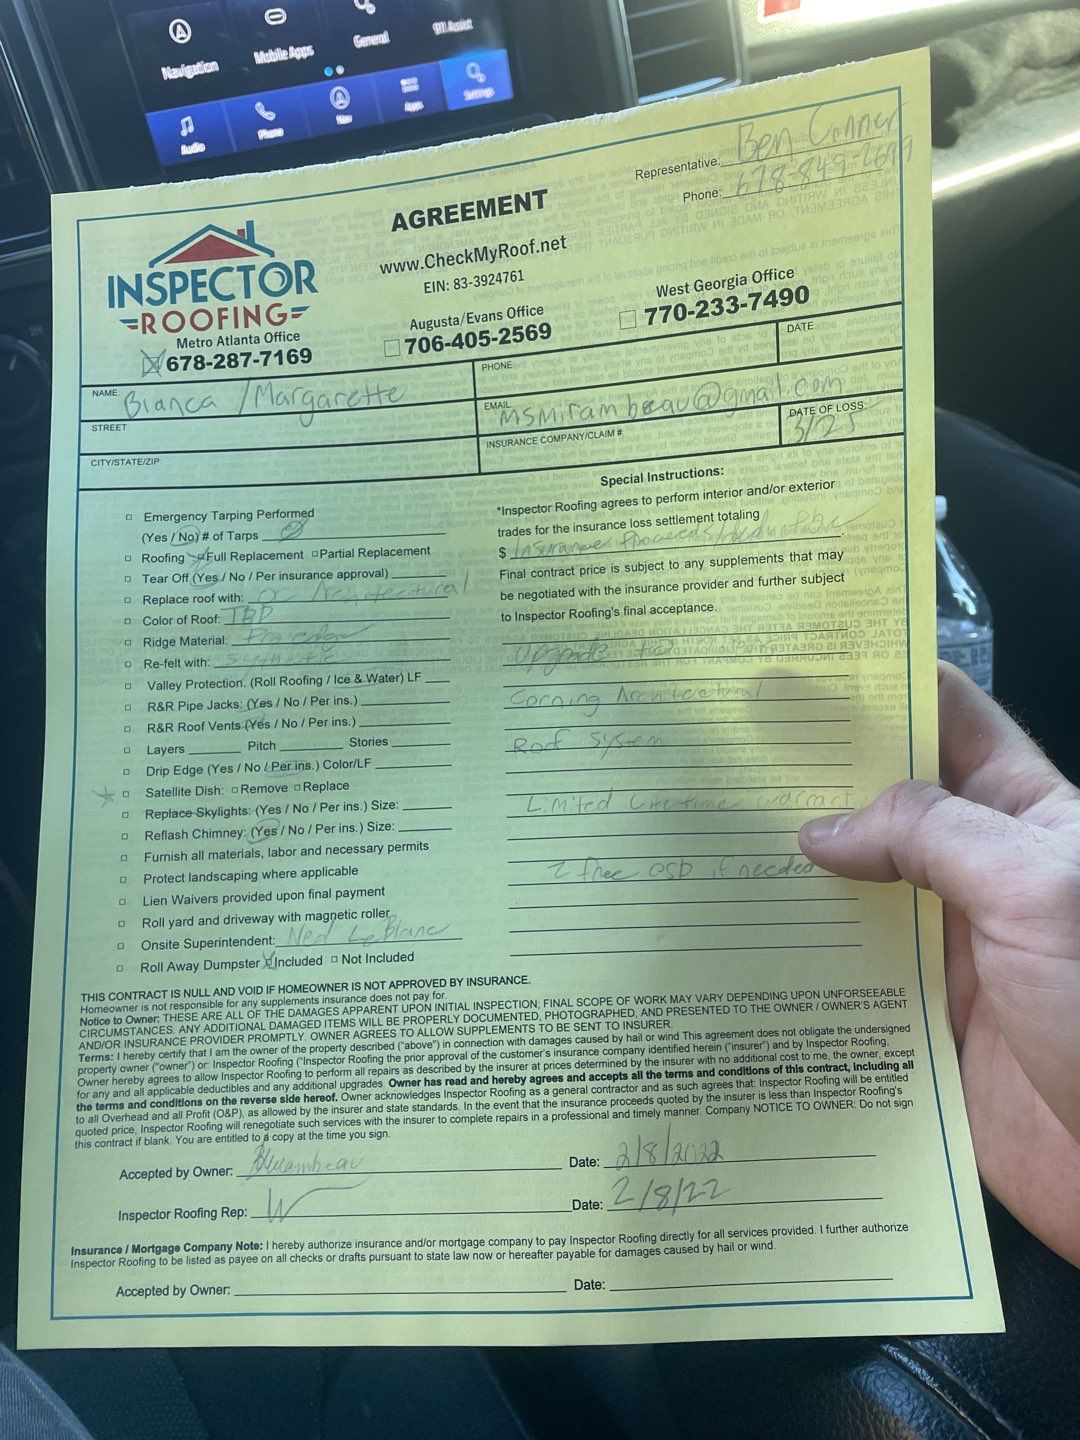 Navigation
Mobile Apps
General
911 Assist
Audio
Phone
Nav
Apps
Settings
Representative: Ben Conner
Phone: 678-849-2699
AGREEMENT
www.CheckMyRoof.net
EIN: 83-3924761
INSPECTOR
ROOFING
Metro Atlanta Office
678-287-7169
Augusta/Evans Office
706-405-2569
West Georgia Office
770-233-7490
NAME: Bianca / Margarette
PHONE:
DATE:
STREET:
EMAIL: msmirambeau@gmail.com
CITY/STATE/ZIP
INSURANCE COMPANY/CLAIM #
DATE OF LOSS: 3/25
Emergency Tarping Performed
(Yes / No) # of Tarps
Roofing Full Replacement Partial Replacement
Tear Off (Yes / No / Per insurance approval)
Replace roof with: OC Architectural
Color of Roof: TBD
Ridge Material:
Re-felt with: synthetic
Valley Protection. (Roll Roofing / Ice & Water) LF
R&R Pipe Jacks: (Yes / No / Per ins.)
R&R Roof Vents (Yes / No / Per ins.)
Layers Pitch Stories
Drip Edge (Yes / No / Per ins.) Color/LF
Satellite Dish: Remove Replace
Replace Skylights: (Yes / No / Per ins.) Size:
Reflash Chimney: (Yes / No / Per ins.) Size:
Furnish all materials, labor and necessary permits
Protect landscaping where applicable
Lien Waivers provided upon final payment
Roll yard and driveway with magnetic roller
Onsite Superintendent: Ned LeBlanc
Roll Away Dumpster Included Not Included
Special Instructions:
*Inspector Roofing agrees to perform interior and/or exterior
trades for the insurance loss settlement totaling
$ Insurance Proceeds
Final contract price is subject to any supplements that may
be negotiated with the insurance provider and further subject
to Inspector Roofing's final acceptance.
Upgrade
Corning Architectural
Roof System
Limited Lifetime warrant
2 free osb if needed
THIS CONTRACT IS NULL AND VOID IF HOMEOWNER IS NOT APPROVED BY INSURANCE.
Homeowner is not responsible for any supplements insurance does not pay for.
Notice to Owner: THESE ARE ALL OF THE DAMAGES APPARENT UPON INITIAL INSPECTION; FINAL SCOPE OF WORK MAY VARY DEPENDING UPON UNFORSEEABLE
CIRCUMSTANCES. ANY ADDITIONAL DAMAGED ITEMS WILL BE PROPERLY DOCUMENTED, PHOTOGRAPHED, AND PRESENTED TO THE OWNER / OWNER'S AGENT
AND/OR INSURANCE PROVIDER PROMPTLY. OWNER AGREES TO ALLOW SUPPLEMENTS TO BE SENT TO INSURER.
Terms: I hereby certify that I am the owner of the property described ("above") in connection with damages caused by hail or wind This agreement does not obligate the undersigned
property owner ("owner") or: Inspector Roofing ("Inspector Roofing the prior approval of the customer's insurance company identified herein ("insurer") and by Inspector Roofing,
Owner hereby agrees to allow Inspector Roofing to perform all repairs as described by the insurer at prices determined by the insurer with no additional cost to me, the owner, except
for any and all applicable deductibles and any additional upgrades. Owner has read and hereby agrees and accepts all the terms and conditions of this contract, including all
the terms and conditions on the reverse side hereof. Owner acknowledges Inspector Roofing as a general contractor and as such agrees that: Inspector Roofing will be entitled
to all Overhead and all Profit (O&P), as allowed by the insurer and state standards. In the event that the insurance proceeds quoted by the insurer is less than Inspector Roofing's
quoted price, Inspector Roofing will renegotiate such services with the insurer to complete repairs in a professional and timely manner. Company NOTICE TO OWNER: Do not sign
this contract if blank. You are entitled to a copy at the time you sign.
Accepted by Owner: Date: 2/8/2022
Inspector Roofing Rep: Date: 2/8/22
Insurance / Mortgage Company Note: I hereby authorize insurance and/or mortgage company to pay Inspector Roofing directly for all services provided. I further authorize
Inspector Roofing to be listed as payee on all checks or drafts pursuant to state law now or hereafter payable for damages caused by hail or wind.
Accepted by Owner: Date: